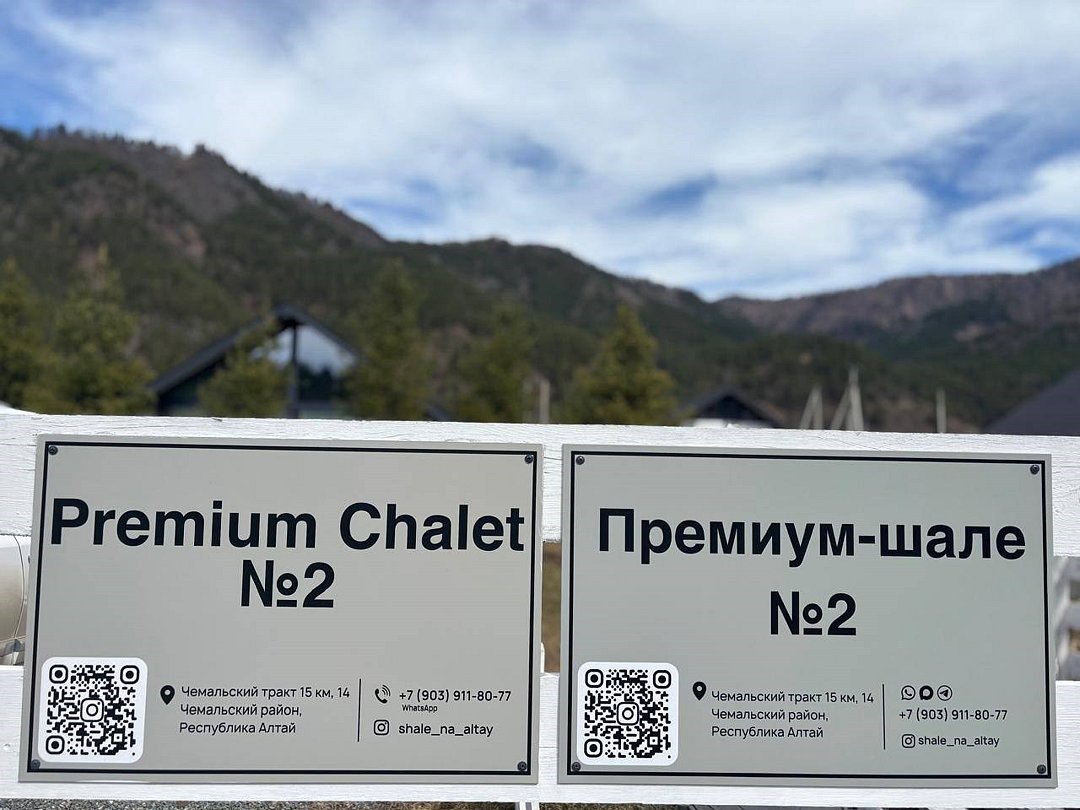 Premium Chalet
№2
Чемальский тракт 15 км, 14
Чемальский район,
Республика Алтай
+7 (903) 911-80-77
WhatsApp
shale_na_altay
Премиум-шале
№2
Чемальский тракт 15 км, 14
Чемальский район,
Республика Алтай
+7 (903) 911-80-77
shale_na_altay